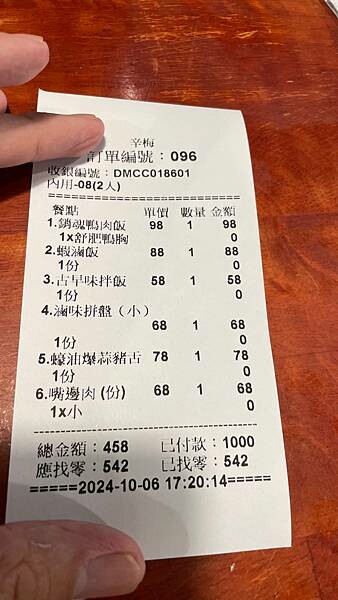 辛梅
訂單編號：096
收銀編號：DMCC018601
內用-08(2人)
===========================
餐點 單價 數量 金額
1.銷魂鴨肉飯 98 1 98
1x舒肥鴨胸 0
2.蝦滷飯 88 1 88
1份 0
3.古早味拌飯 58 1 58
1份 0
4.滷味拼盤（小）
68 1 68
1份 0
5.蠔油爆蒜豬舌 78 1 78
1份 0
6.嘴邊肉 (份) 68 1 68
1x小 0
--------------------------------------------
總金額：458 已付款：1000
應找零：542 已找零：542
=====2024-10-06 17:20:14=====